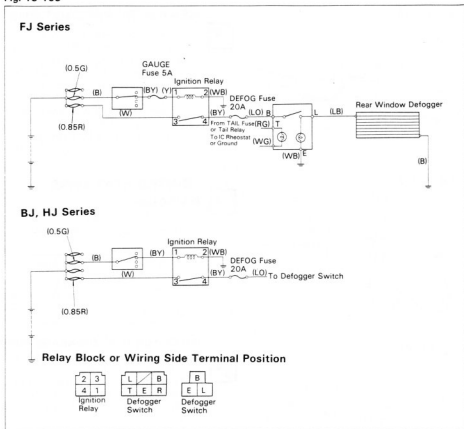 FJ Series
(0.5G)
GAUGE
Fuse 5A
Ignition Relay
(B)
(BY) (Y)
1 2 (WB)
DEFOG Fuse
20A
(W)
(BY)
(LO) B
L
(LB)
Rear Window Defogger
3 4
From TAIL Fuse (RG) T
or Tail Relay
To IC Rheostat
or Ground
(WG)
(0.85R)
(WB) E
(B)
BJ, HJ Series
(0.5G)
Ignition Relay
(B)
(BY)
1 2 (WB)
DEFOG Fuse
20A
(W)
(BY)
(LO) To Defogger Switch
3 4
(0.85R)
Relay Block or Wiring Side Terminal Position
2 3
4 1
Ignition
Relay
L B
T E R
Defogger
Switch
B
E L
Defogger
Switch